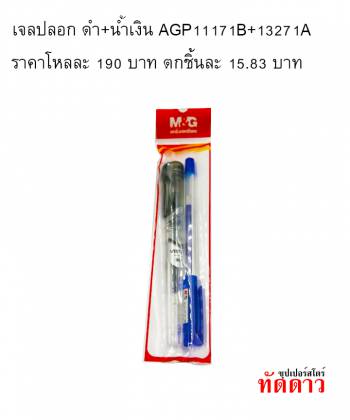 เจลปลอก ดำ+น้ำเงิน AGP11171B+13271A
ราคาโหลละ 190 บาท ตกชิ้นละ 15.83 บาท
M&G
ซุปเปอร์สโตร์
ทัดดาว